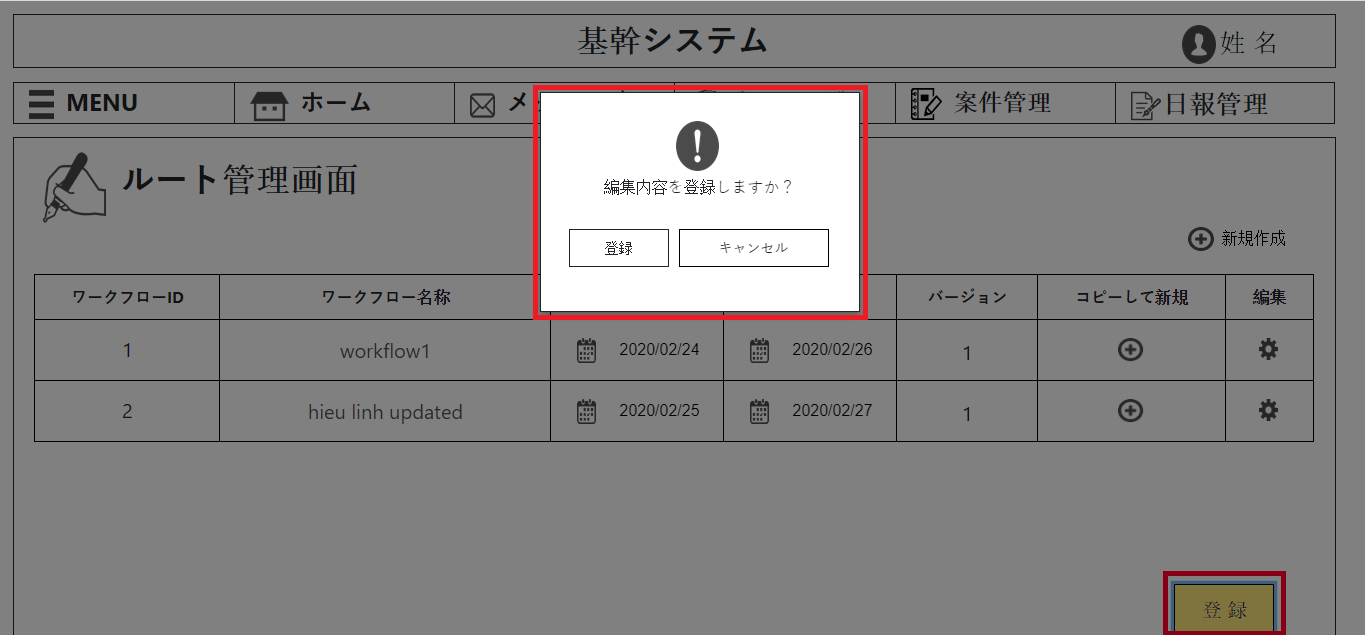 基幹システム
姓 名
MENU
ホーム
メ
案件管理
日報管理
ルート管理画面
編集内容を登録しますか？
登録
キャンセル
新規作成
ワークフローID ワークフロー名称 バージョン コピーして新規 編集
1 workflow1 2020/02/24 2020/02/26 1
2 hieu linh updated 2020/02/25 2020/02/27 1
登 録